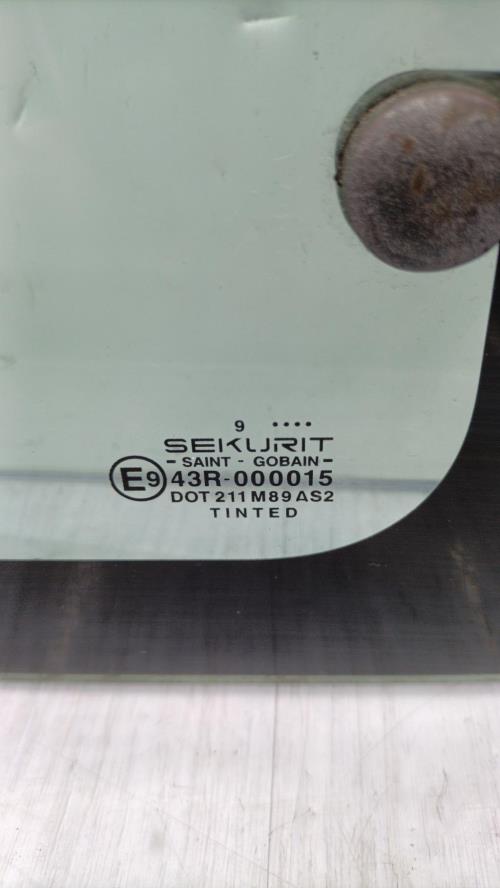 9 ••••
SEKURIT
- SAINT - GOBAIN -
E9 43R-000015
DOT 211 M89 AS2
TINTED